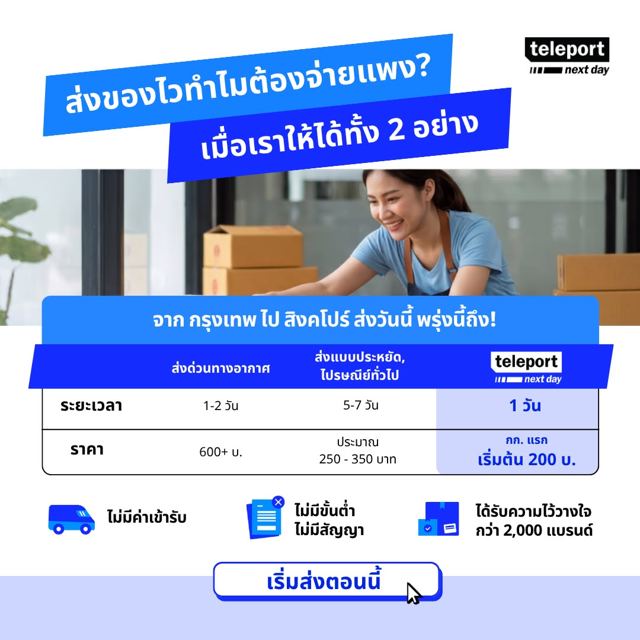 teleport
next day
ส่งของไวทำไมต้องจ่ายแพง?
เมื่อเราให้ได้ทั้ง 2 อย่าง
จาก กรุงเทพ ไป สิงคโปร์ ส่งวันนี้ พรุ่งนี้ถึง!
ส่งด่วนทางอากาศ
ส่งแบบประหยัด,
ไปรษณีย์ทั่วไป
teleport
next day
ระยะเวลา
1-2 วัน
5-7 วัน
1 วัน
ราคา
600+ บ.
ประมาณ
250 - 350 บาท
กก. แรก
เริ่มต้น 200 บ.
ไม่มีค่าเข้ารับ
ไม่มีขั้นต่ำ
ไม่มีสัญญา
ได้รับความไว้วางใจ
กว่า 2,000 แบรนด์
เริ่มส่งตอนนี้